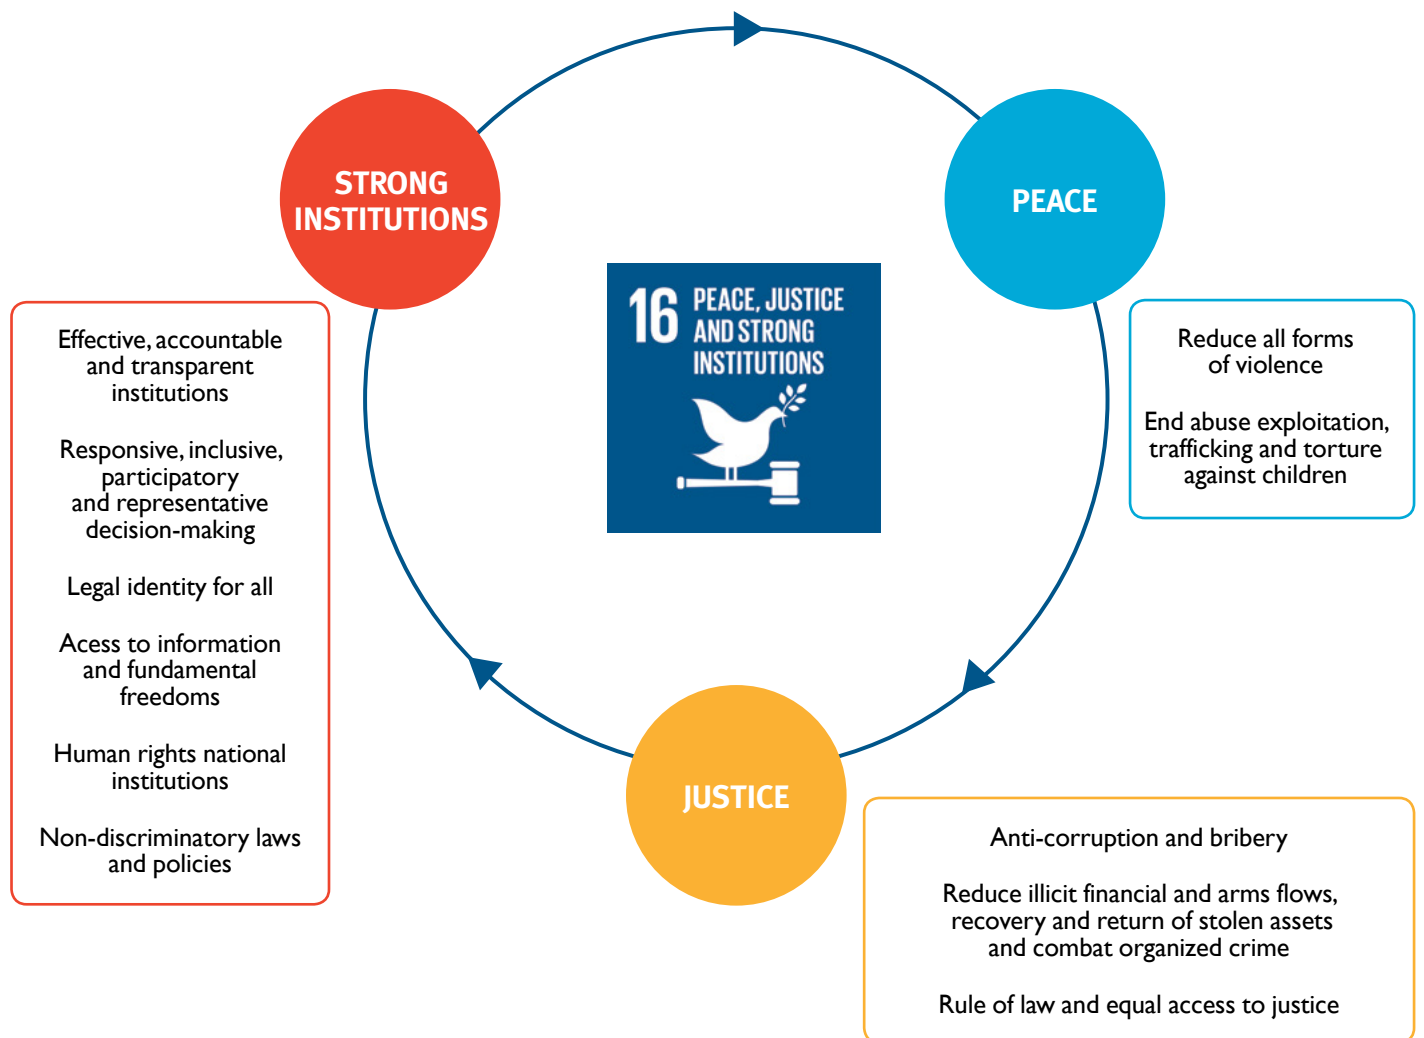 STRONG
INSTITUTIONS
PEACE
16 PEACE, JUSTICE
AND STRONG
INSTITUTIONS
Effective, accountable
and transparent
institutions
Responsive, inclusive,
participatory
and representative
decision-making
Legal identity for all
Acess to information
and fundamental
freedoms
Human rights national
institutions
Non-discriminatory laws
and policies
Reduce all forms
of violence
End abuse exploitation,
trafficking and torture
against children
JUSTICE
Anti-corruption and bribery
Reduce illicit financial and arms flows,
recovery and return of stolen assets
and combat organized crime
Rule of law and equal access to justice